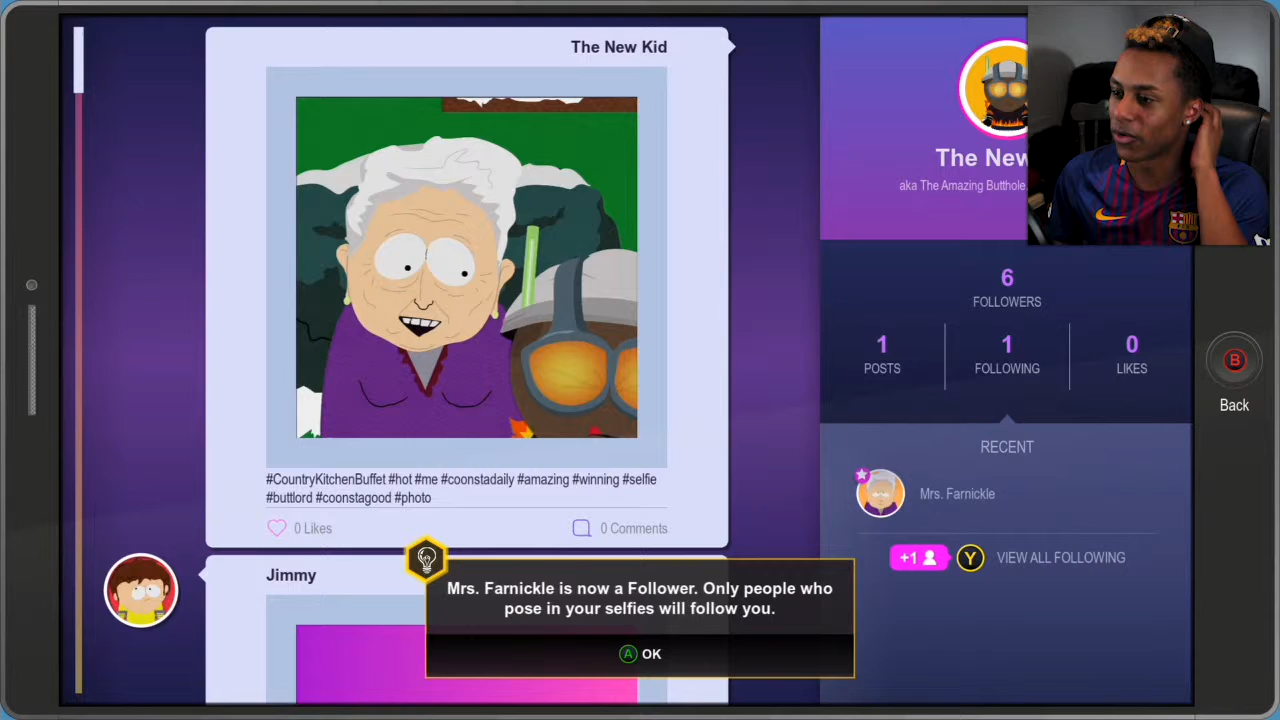 The New Kid
#CountryKitchenBuffet #hot #me #coonstadaily #amazing #winning #selfie
#buttlord #coonstagood #photo
0 Likes
0 Comments
Jimmy
Mrs. Farnickle is now a Follower. Only people who
pose in your selfies will follow you.
A OK
The New
aka The Amazing Butthole
6
FOLLOWERS
1
POSTS
1
FOLLOWING
0
LIKES
RECENT
Mrs. Farnickle
+1
Y VIEW ALL FOLLOWING
B
Back